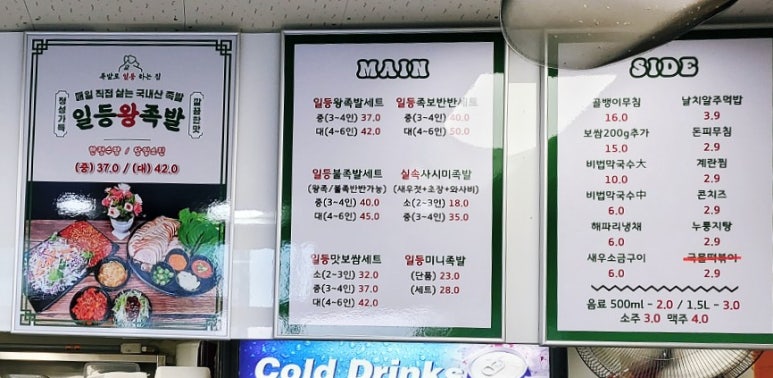 족발로 일등 하는 집
매일 직접 삶는 국내산 족발
정성가득
일등왕족발
깔끔한맛
(중) 37.0 / (대) 42.0
MAIN
일등왕족발세트
중(3~4인) 37.0
대(4~6인) 42.0
일등족보반반세트
중(3~4인) 40.0
대(4~6인) 50.0
일등불족발세트
(왕족/불족반반가능)
중(3~4인) 40.0
대(4~6인) 45.0
실속사시미족발
(새우젓+초장+와사비)
소(2~3인) 18.0
중(3~4인) 35.0
일등맛보쌈세트
소(2~3인) 32.0
중(3~4인) 37.0
대(4~6인) 42.0
일등미니족발
(단품) 23.0
(세트) 28.0
SIDE
골뱅이무침
16.0
보쌈200g추가
15.0
비법막국수大
10.0
비법막국수中
6.0
해파리냉채
6.0
새우소금구이
6.0
날치알주먹밥
3.9
돈피무침
2.9
계란찜
2.9
콘치즈
2.9
누룽지탕
2.9
국물떡볶이
2.9
음료 500ml - 2.0 / 1.5L - 3.0
소주 3.0 맥주 4.0
Cold Drinks